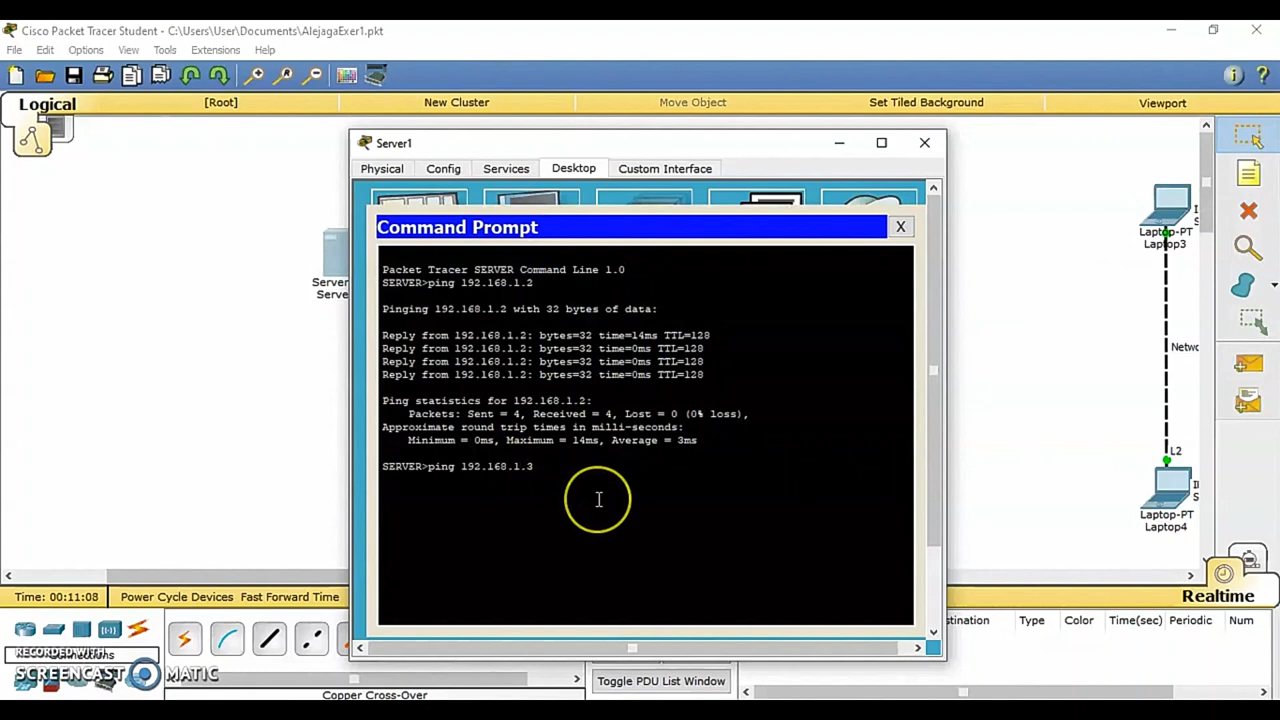 Cisco Packet Tracer Student - C:\Users\User\Documents\AlejagaExer1.pkt
File Edit Options View Tools Extensions Help
Logical [Root] New Cluster Move Object Set Tiled Background Viewport
Server1
Physical Config Services Desktop Custom Interface
Command Prompt X
Packet Tracer SERVER Command Line 1.0
SERVER>ping 192.168.1.2
Pinging 192.168.1.2 with 32 bytes of data:
Reply from 192.168.1.2: bytes=32 time=14ms TTL=128
Reply from 192.168.1.2: bytes=32 time=0ms TTL=128
Reply from 192.168.1.2: bytes=32 time=0ms TTL=128
Reply from 192.168.1.2: bytes=32 time=0ms TTL=128
Ping statistics for 192.168.1.2:
Packets: Sent = 4, Received = 4, Lost = 0 (0% loss),
Approximate round trip times in milli-seconds:
Minimum = 0ms, Maximum = 14ms, Average = 3ms
SERVER>ping 192.168.1.3
Server
Serve
Laptop-PT
Laptop3
Netwo
L2
Laptop-PT
Laptop4
Time: 00:11:08 Power Cycle Devices Fast Forward Time
Realtime
stination Type Color Time(sec) Periodic Num
RECORDED WITH
SCREENCAST MATIC
Copper Cross-Over
Toggle PDU List Window